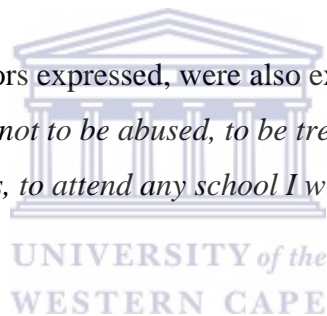 ors expressed, were also ex
not to be abused, to be tre
s, to attend any school I w
UNIVERSITY of the
WESTERN CAPE